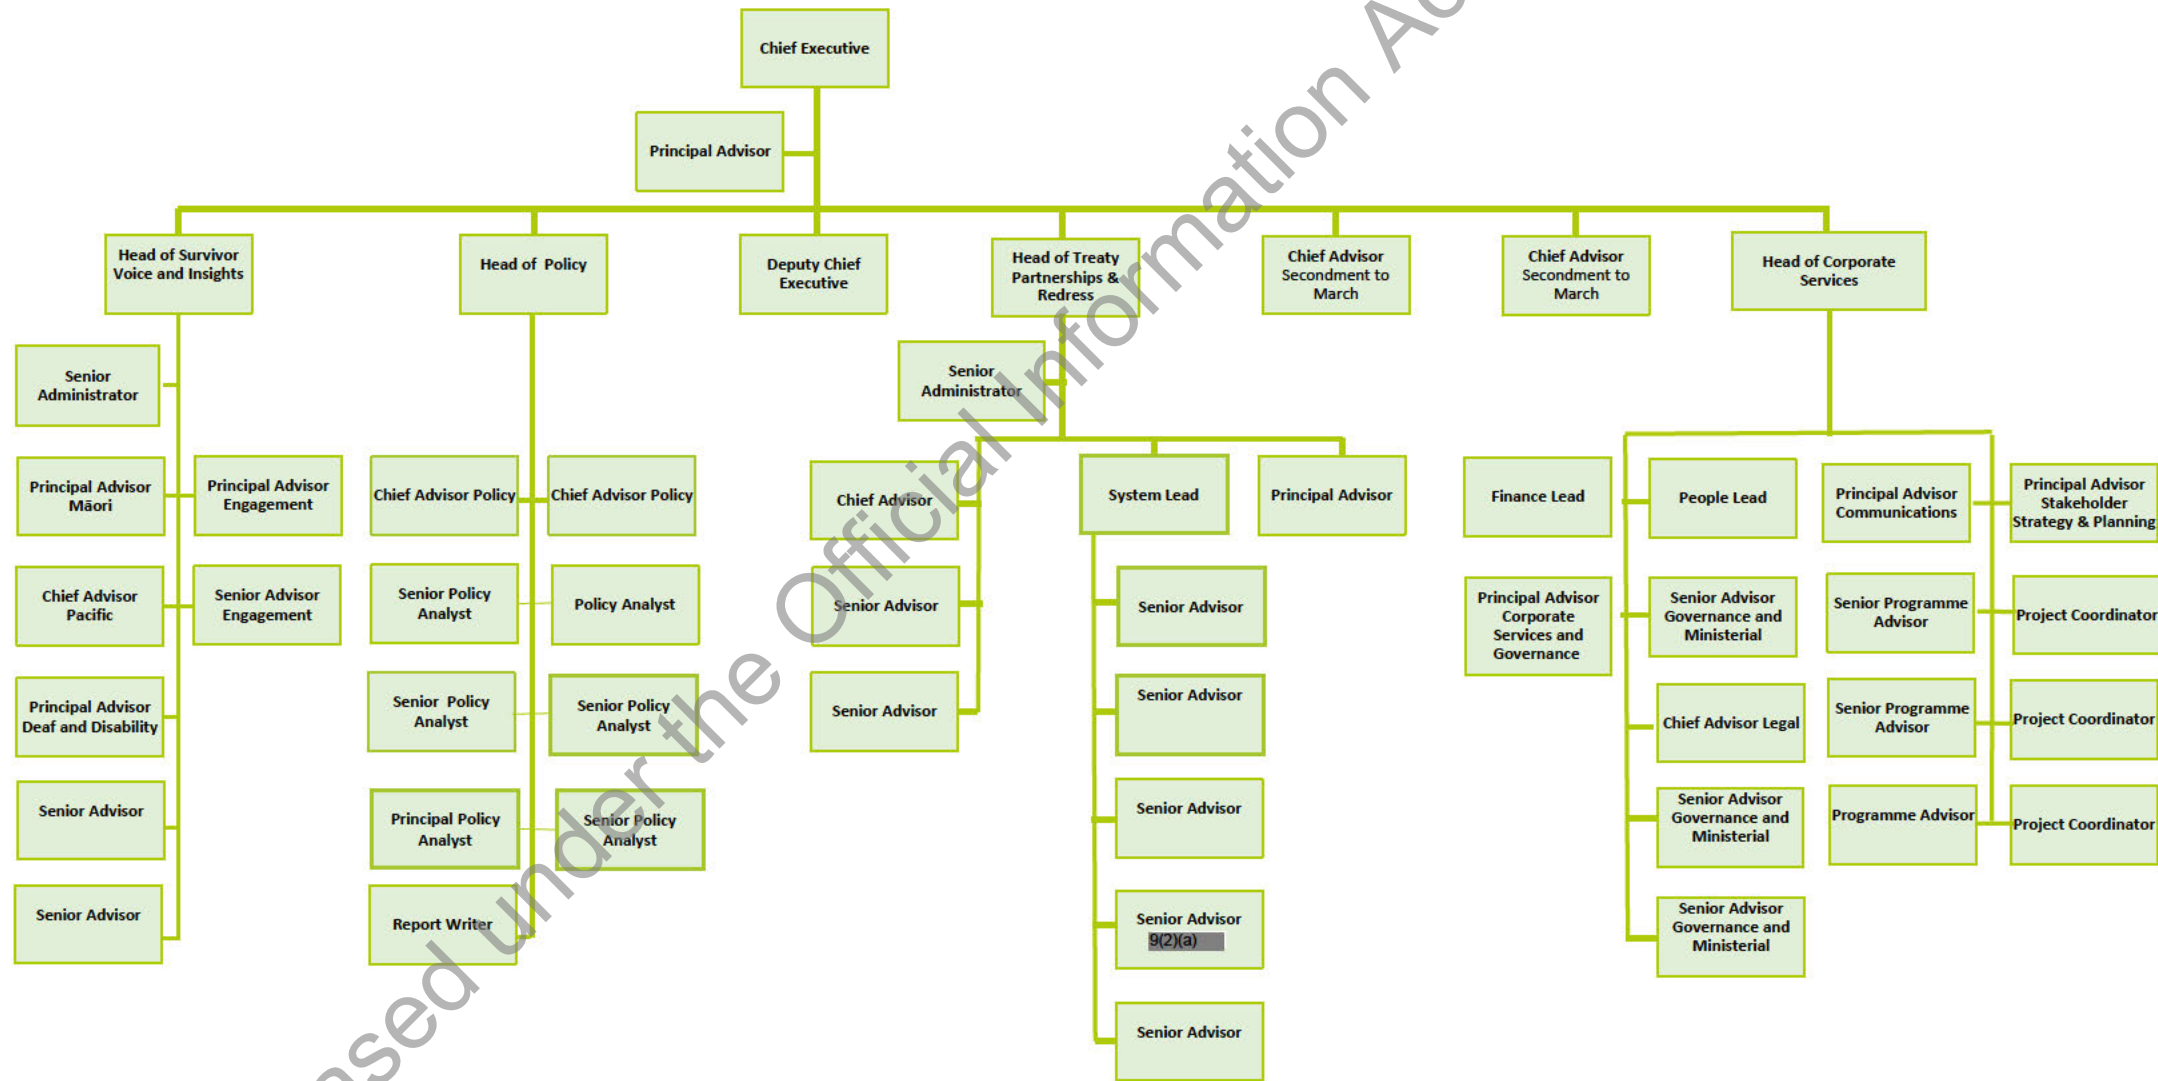 Chief Executive
Principal Advisor
Head of Survivor
Voice and Insights
Head of Policy
Deputy Chief
Executive
Head of Treaty
Partnerships &
Redress
Chief Advisor
Secondment to
March
Chief Advisor
Secondment to
March
Head of Corporate
Services
Senior
Administrator
Principal Advisor
Māori
Principal Advisor
Engagement
Chief Advisor
Pacific
Senior Advisor
Engagement
Principal Advisor
Deaf and Disability
Senior Advisor
Senior Advisor
Chief Advisor Policy
Chief Advisor Policy
Senior Policy
Analyst
Policy Analyst
Senior Policy
Analyst
Senior Policy
Analyst
Principal Policy
Analyst
Senior Policy
Analyst
Report Writer
Senior
Administrator
Chief Advisor
Senior Advisor
Senior Advisor
System Lead
Senior Advisor
Senior Advisor
Senior Advisor
Senior Advisor
9(2)(a)
Senior Advisor
Principal Advisor
Finance Lead
People Lead
Principal Advisor
Corporate
Services and
Governance
Senior Advisor
Governance and
Ministerial
Chief Advisor Legal
Senior Advisor
Governance and
Ministerial
Senior Advisor
Governance and
Ministerial
Principal Advisor
Communications
Principal Advisor
Stakeholder
Strategy & Planning
Senior Programme
Advisor
Project Coordinator
Senior Programme
Advisor
Project Coordinator
Programme Advisor
Project Coordinator
under the Official Information